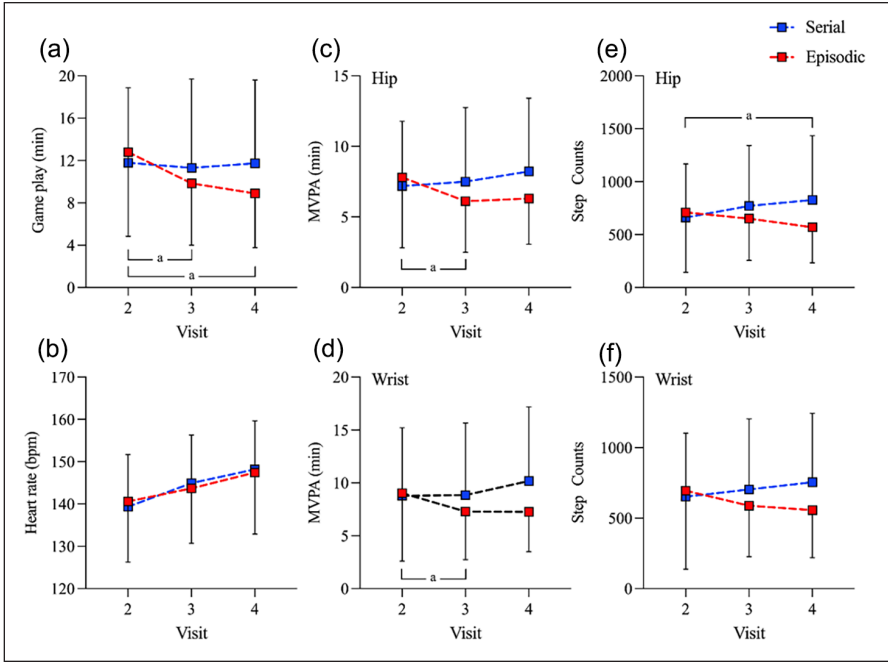 Serial
Episodic
(a)
Game play (min)
20
16
12
8
4
0
a
a
2 3 4
Visit
(c)
Hip
MVPA (min)
15
10
5
0
a
2 3 4
Visit
(e)
Hip
Step Counts
2000
1500
1000
500
0
a
2 3 4
Visit
(b)
Heart rate (bpm)
170
160
150
140
130
120
2 3 4
Visit
(d)
Wrist
MVPA (min)
20
15
10
5
0
a
2 3 4
Visit
(f)
Wrist
Step Counts
1500
1000
500
0
2 3 4
Visit